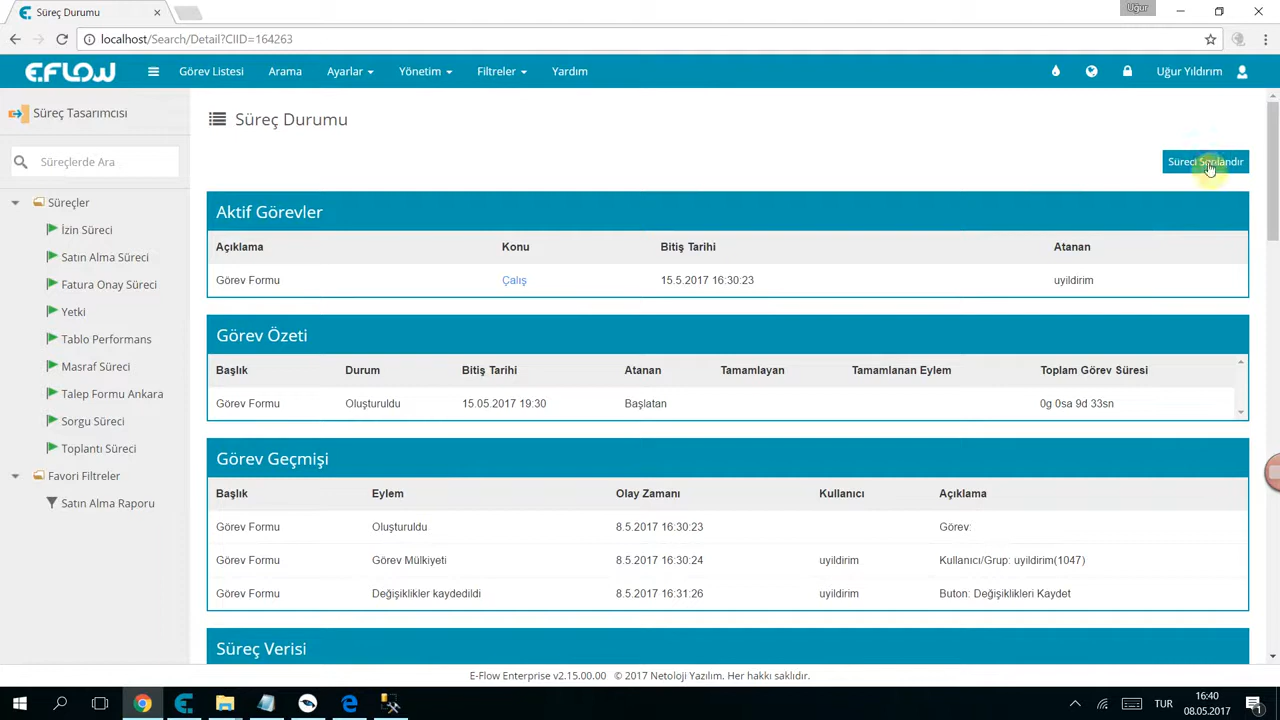 Süreç Durumu
Uğur
localhost/Search/Detail?CIID=164263
E-FLOW
Görev Listesi
Arama
Ayarlar
Yönetim
Filtreler
Yardım
Uğur Yıldırım
Süreç Tasarımcısı
Süreçlerde Ara
Süreçler
İzin Süreci
Satın Alma Süreci
Fatura Onay Süreci
Yetki
Tablo Performans
Masraf Süreci
Talep Formu Ankara
Sorgu Süreci
Toplantı Süreci
Favori Filtreler
Satın Alma Raporu
Süreç Durumu
Süreci Sonlandır
Aktif Görevler
Açıklama Konu Bitiş Tarihi Atanan
Görev Formu Çalış 15.5.2017 16:30:23 uyildirim
Görev Özeti
Başlık Durum Bitiş Tarihi Atanan Tamamlayan Tamamlanan Eylem Toplam Görev Süresi
Görev Formu Oluşturuldu 15.05.2017 19:30 Başlatan 0g 0sa 9d 33sn
Görev Geçmişi
Başlık Eylem Olay Zamanı Kullanıcı Açıklama
Görev Formu Oluşturuldu 8.5.2017 16:30:23 Görev:
Görev Formu Görev Mülkiyeti 8.5.2017 16:30:24 uyildirim Kullanıcı/Grup: uyildirim(1047)
Görev Formu Değişiklikler kaydedildi 8.5.2017 16:31:26 uyildirim Buton: Değişiklikleri Kaydet
Süreç Verisi
E-Flow Enterprise v2.15.00.00 © 2017 Netoloji Yazılım. Her hakkı saklıdır.
TUR
16:40
08.05.2017
1